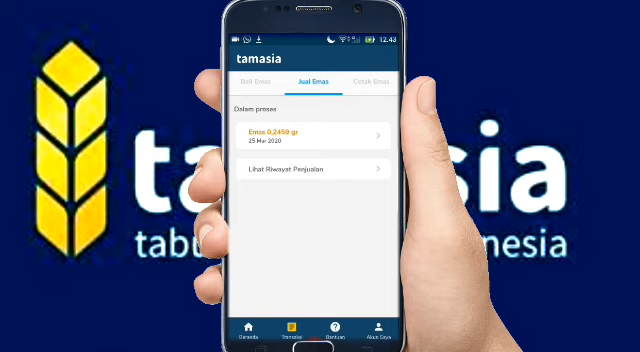 12.43
tamasia
Beli Emas Jual Emas Cetak Emas
Dalam proses
Emas 0,2459 gr
25 Mar 2020
Lihat Riwayat Penjualan
Beranda Transaksi Bantuan Akun Saya
ta sia
tabu nesia